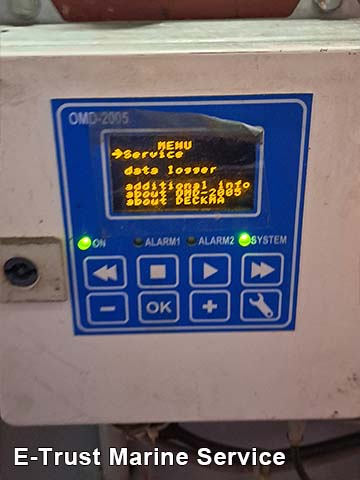 OMD-2005
MENU
→Service
data logger
additional info
about OMD-2005
about DECKMA
ON ALARM1 ALARM2 SYSTEM
- OK +
E-Trust Marine Service